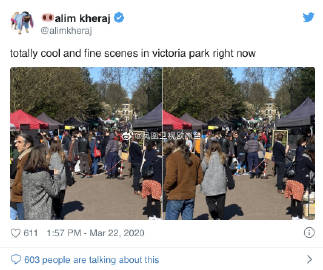 alim kheraj
@alimkheraj
totally cool and fine scenes in victoria park right now
611 1:57 PM - Mar 22, 2020
603 people are talking about this